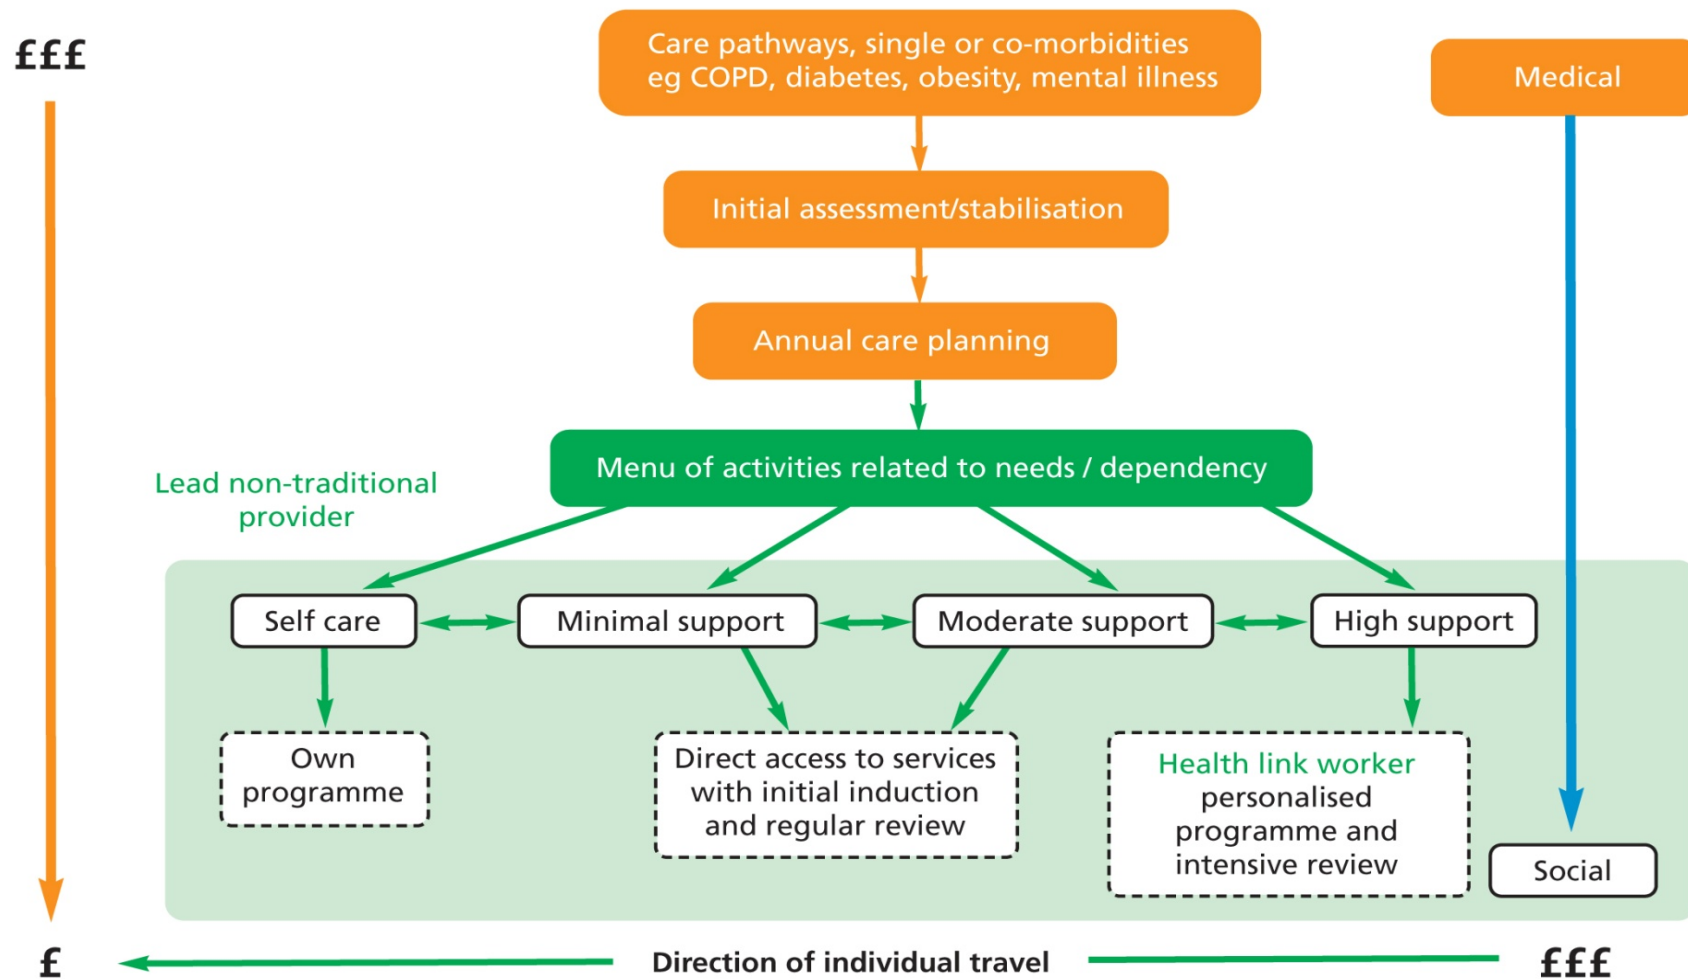 £££
Care pathways, single or co-morbidities
eg COPD, diabetes, obesity, mental illness
Medical
Initial assessment/stabilisation
Annual care planning
Menu of activities related to needs / dependency
Lead non-traditional
provider
Self care
Minimal support
Moderate support
High support
Own
programme
Direct access to services
with initial induction
and regular review
Health link worker
personalised
programme and
intensive review
Social
£
Direction of individual travel
£££